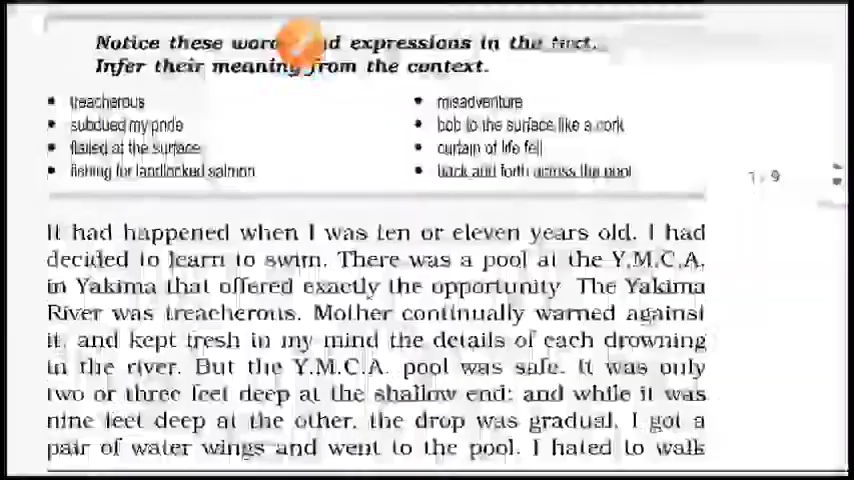 Notice these words and expressions in the text.
Infer their meaning from the context.
• treacherous
• subdued my pride
• flailed at the surface
• fishing for landlocked salmon
• misadventure
• bob to the surface like a cork
• curtain of life fell
• back and forth across the pool
1 / 9
It had happened when I was ten or eleven years old. I had
decided to learn to swim. There was a pool at the Y.M.C.A.
in Yakima that offered exactly the opportunity. The Yakima
River was treacherous. Mother continually warned against
it, and kept fresh in my mind the details of each drowning
in the river. But the Y.M.C.A. pool was safe. It was only
two or three feet deep at the shallow end; and while it was
nine feet deep at the other, the drop was gradual. I got a
pair of water wings and went to the pool. I hated to walk